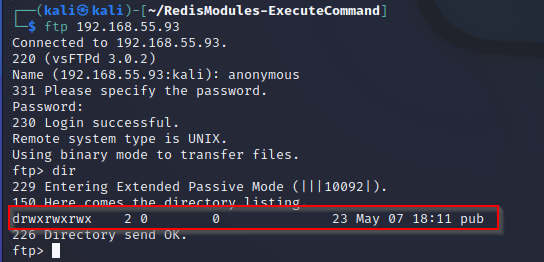 ┌──(kali㉿kali)-[~/RedisModules-ExecuteCommand]
└─$ ftp 192.168.55.93
Connected to 192.168.55.93.
220 (vsFTPd 3.0.2)
Name (192.168.55.93:kali): anonymous
331 Please specify the password.
Password:
230 Login successful.
Remote system type is UNIX.
Using binary mode to transfer files.
ftp> dir
229 Entering Extended Passive Mode (|||10092|).
150 Here comes the directory listing.
drwxrwxrwx    2 0        0              23 May 07 18:11 pub
226 Directory send OK.
ftp>